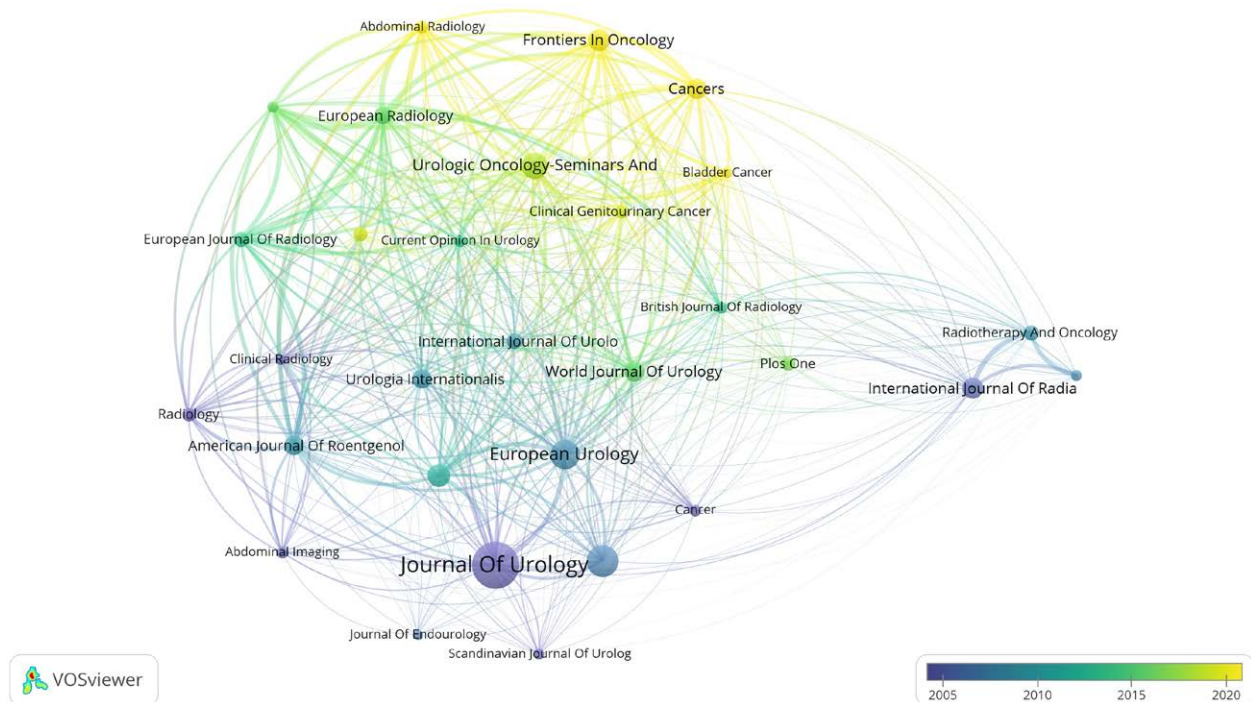 Abdominal Radiology
Frontiers In Oncology
Cancers
European Radiology
Urologic Oncology-Seminars And
Bladder Cancer
Clinical Genitourinary Cancer
European Journal Of Radiology
Current Opinion In Urology
British Journal Of Radiology
Radiotherapy And Oncology
International Journal Of Urolo
Clinical Radiology
Plos One
World Journal Of Urology
Urologia Internationalis
International Journal Of Radia
Radiology
American Journal Of Roentgenol
European Urology
Cancer
Abdominal Imaging
Journal Of Urology
Journal Of Endourology
Scandinavian Journal Of Urolog
VOSviewer
2005 2010 2015 2020